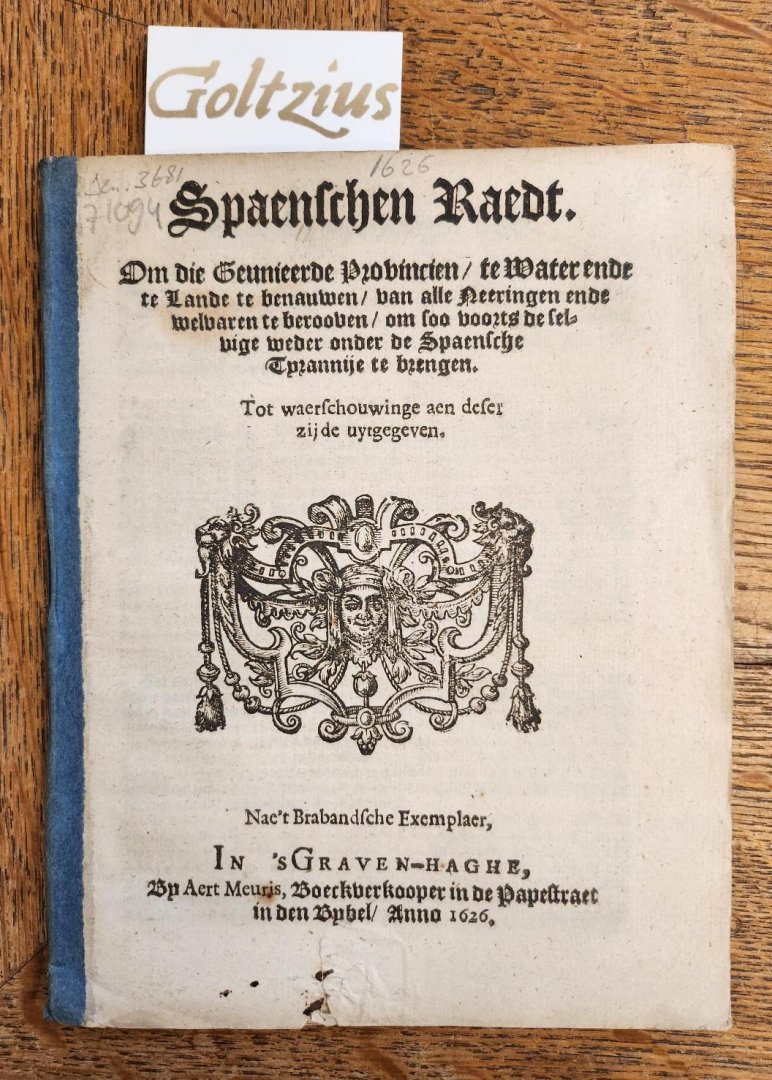 Goltzius
1626
3681
Spaenſchen Raedt.
Om die Geunieerde Provincien / te Water ende
te Lande te benauwen / van alle Neeringen ende
welvaren te berooven / om ſoo voorts de ſel-
vige weder onder de Spaenſche
Tyrannije te brengen.
Tot waerſchouwinge aen deſer
zijde uytgegeven.
Nae't Brabandſche Exemplaer,
IN 'sGRAVEN-HAGHE,
By Aert Meuris, Boeckverkooper in de Papeſtraet
in den Bybel / Anno 1626.